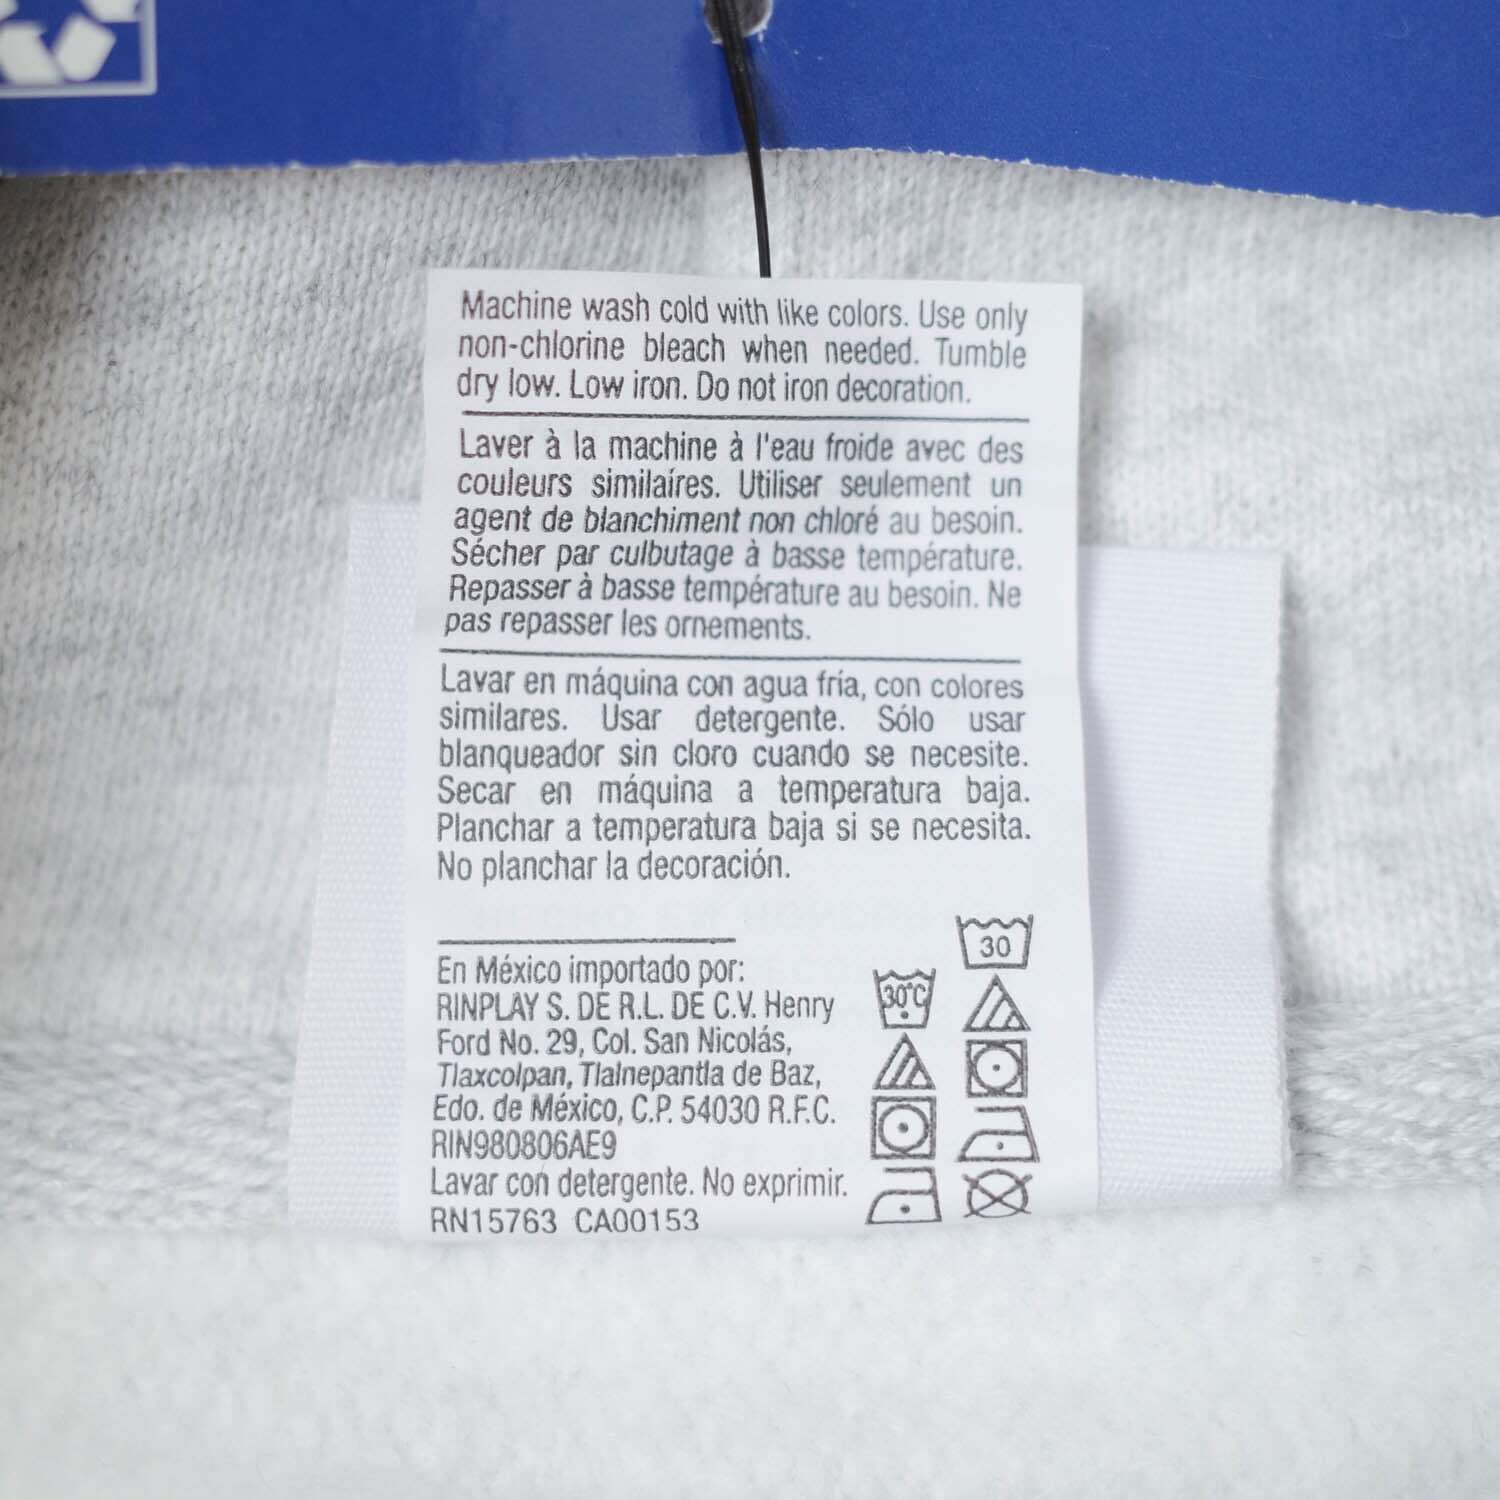 Machine wash cold with like colors. Use only
non-chlorine bleach when needed. Tumble
dry low. Low iron. Do not iron decoration.
Laver à la machine à l'eau froide avec des
couleurs similaires. Utiliser seulement un
agent de blanchiment non chloré au besoin.
Sécher par culbutage à basse température.
Repasser à basse température au besoin. Ne
pas repasser les ornements.
Lavar en máquina con agua fría, con colores
similares. Usar detergente. Sólo usar
blanqueador sin cloro cuando se necesite.
Secar en máquina a temperatura baja.
Planchar a temperatura baja si se necesita.
No planchar la decoración.
En México importado por:
RINPLAY S. DE R.L. DE C.V. Henry
Ford No. 29, Col. San Nicolás,
Tlaxcolpan, Tlalnepantla de Baz,
Edo. de México, C.P. 54030 R.F.C.
RIN980806AE9
Lavar con detergente. No exprimir.
RN15763 CA00153
30
30°C